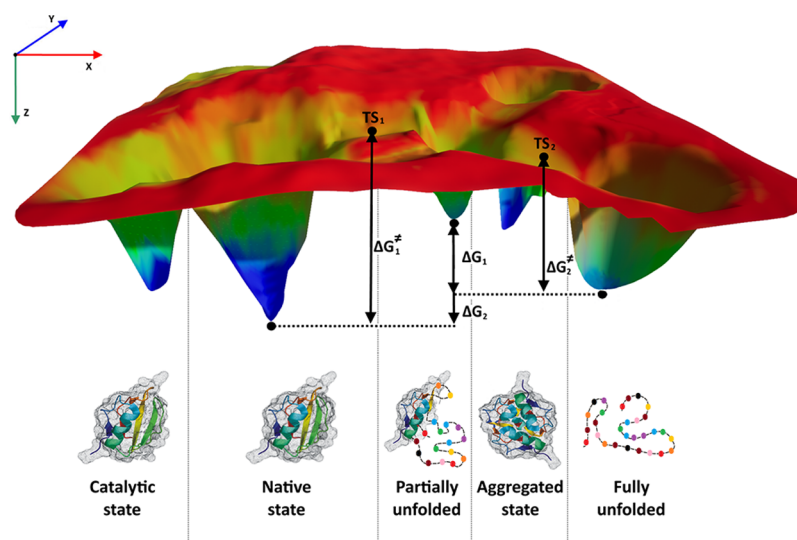 Y
X
Z
TS₁
TS₂
ΔG₁≠
ΔG₁
ΔG₂≠
ΔG₂
Catalytic
state
Native
state
Partially
unfolded
Aggregated
state
Fully
unfolded